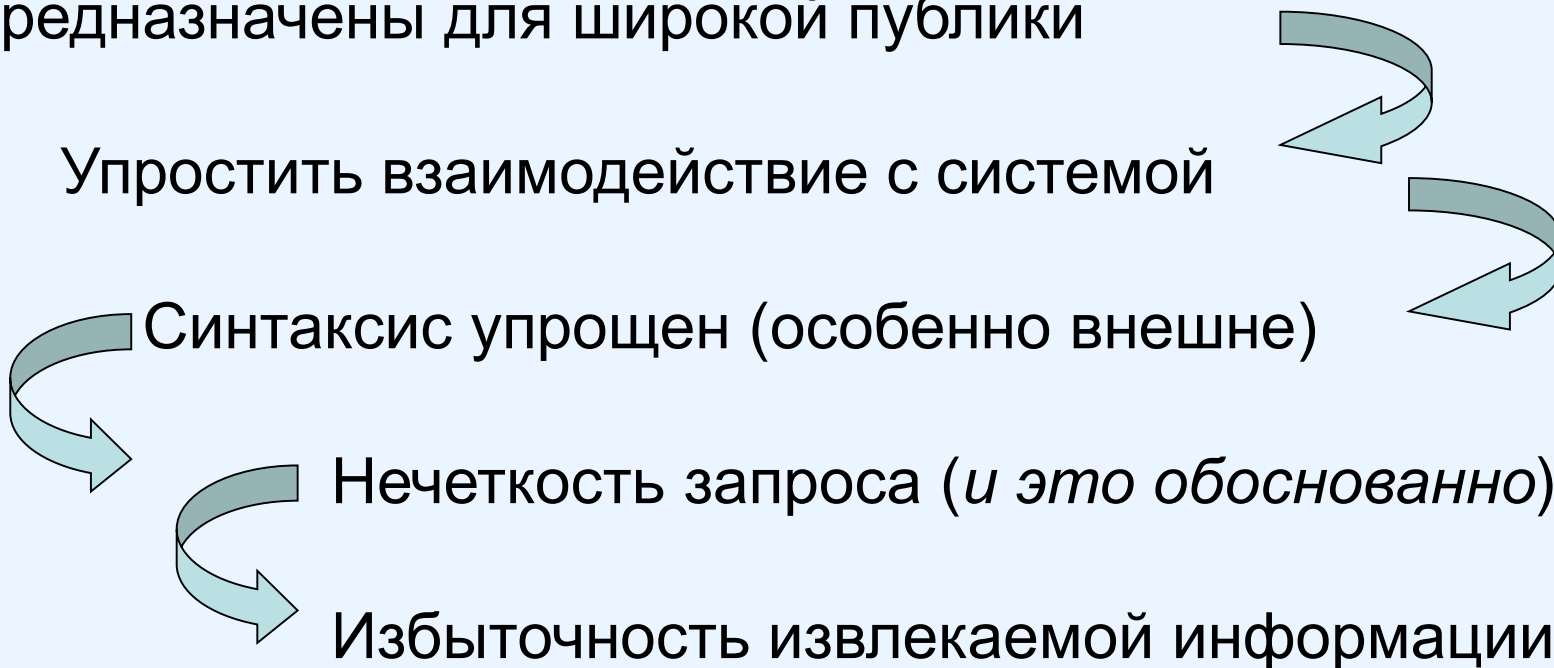 редназначены для широкой публики
Упростить взаимодействие с системой
Синтаксис упрощен (особенно внешне)
Нечеткость запроса (и это обоснованно)
Избыточность извлекаемой информации